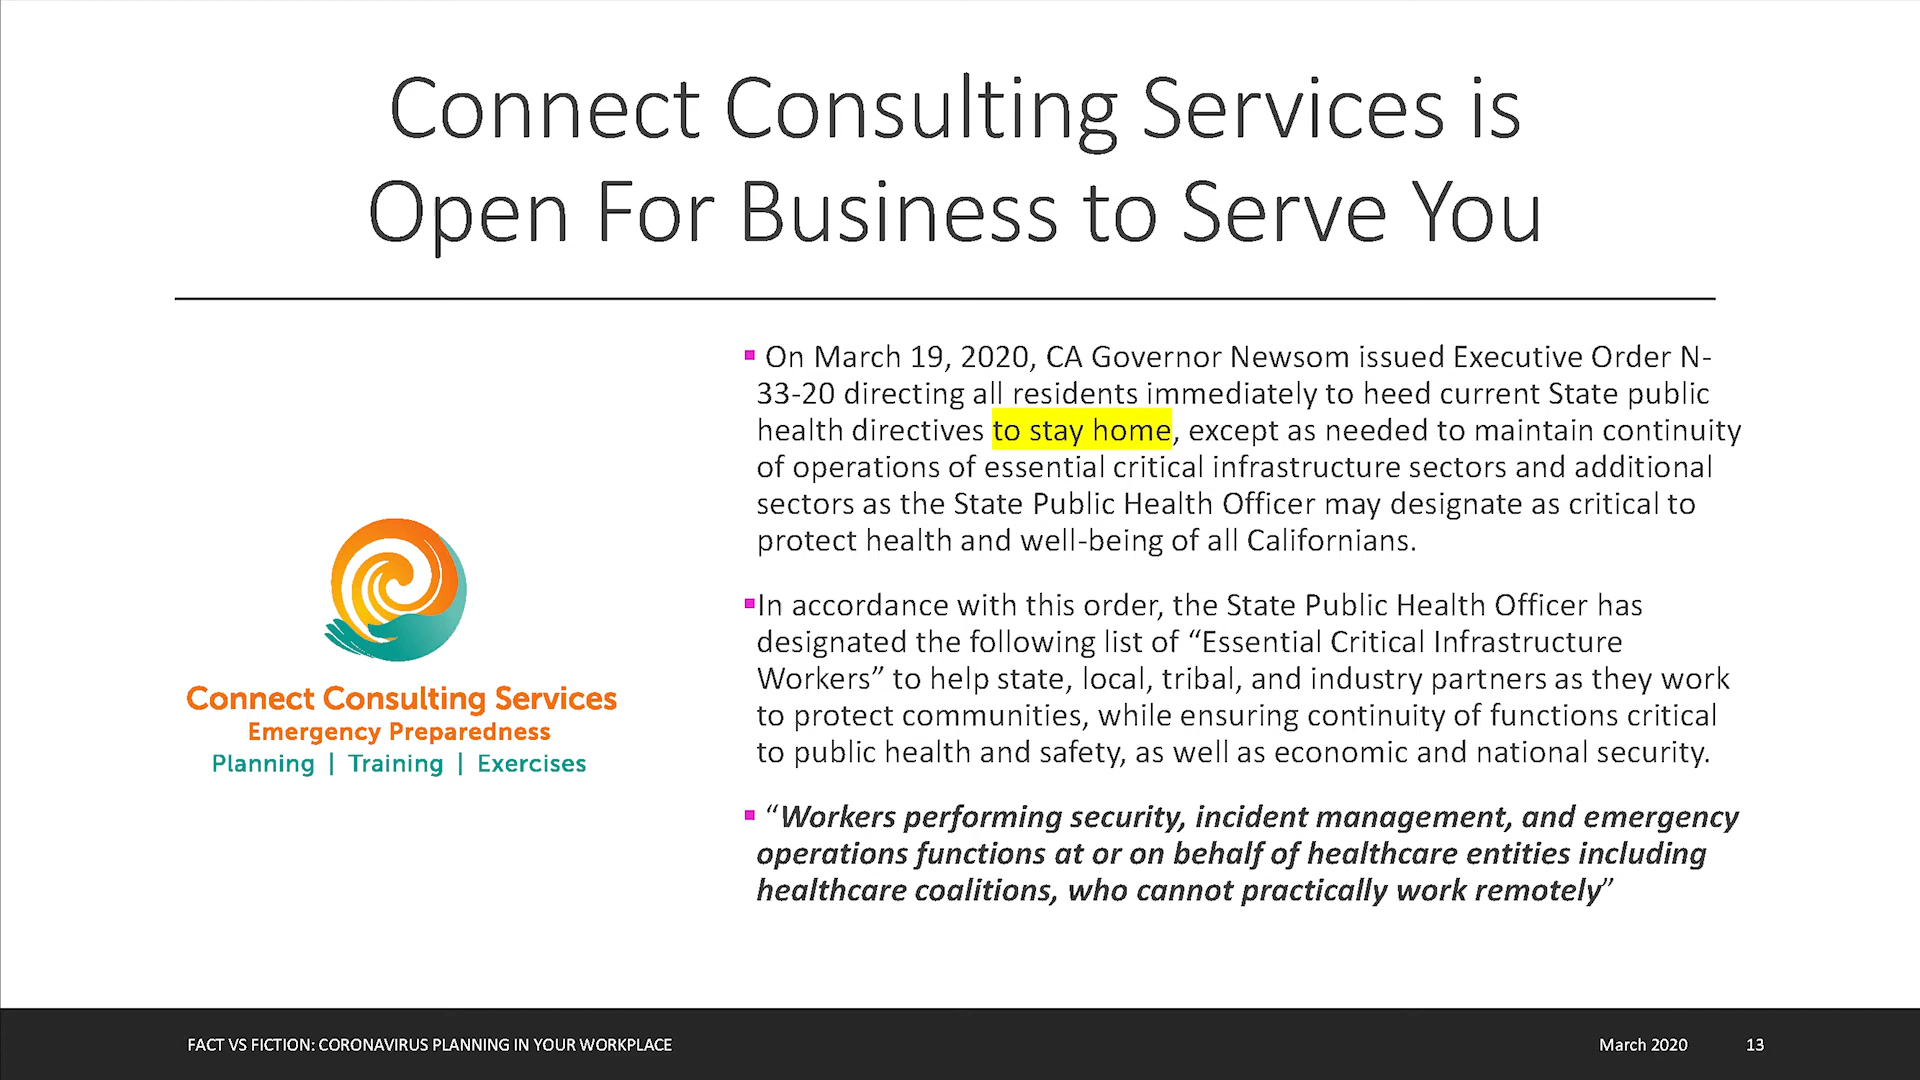 Connect Consulting Services is
Open For Business to Serve You
On March 19, 2020, CA Governor Newsom issued Executive Order N-
33-20 directing all residents immediately to heed current State public
health directives to stay home, except as needed to maintain continuity
of operations of essential critical infrastructure sectors and additional
sectors as the State Public Health Officer may designate as critical to
protect health and well-being of all Californians.
In accordance with this order, the State Public Health Officer has
designated the following list of “Essential Critical Infrastructure
Workers” to help state, local, tribal, and industry partners as they work
to protect communities, while ensuring continuity of functions critical
to public health and safety, as well as economic and national security.
“Workers performing security, incident management, and emergency
operations functions at or on behalf of healthcare entities including
healthcare coalitions, who cannot practically work remotely”
Connect Consulting Services
Emergency Preparedness
Planning | Training | Exercises
FACT VS FICTION: CORONAVIRUS PLANNING IN YOUR WORKPLACE
March 2020
13